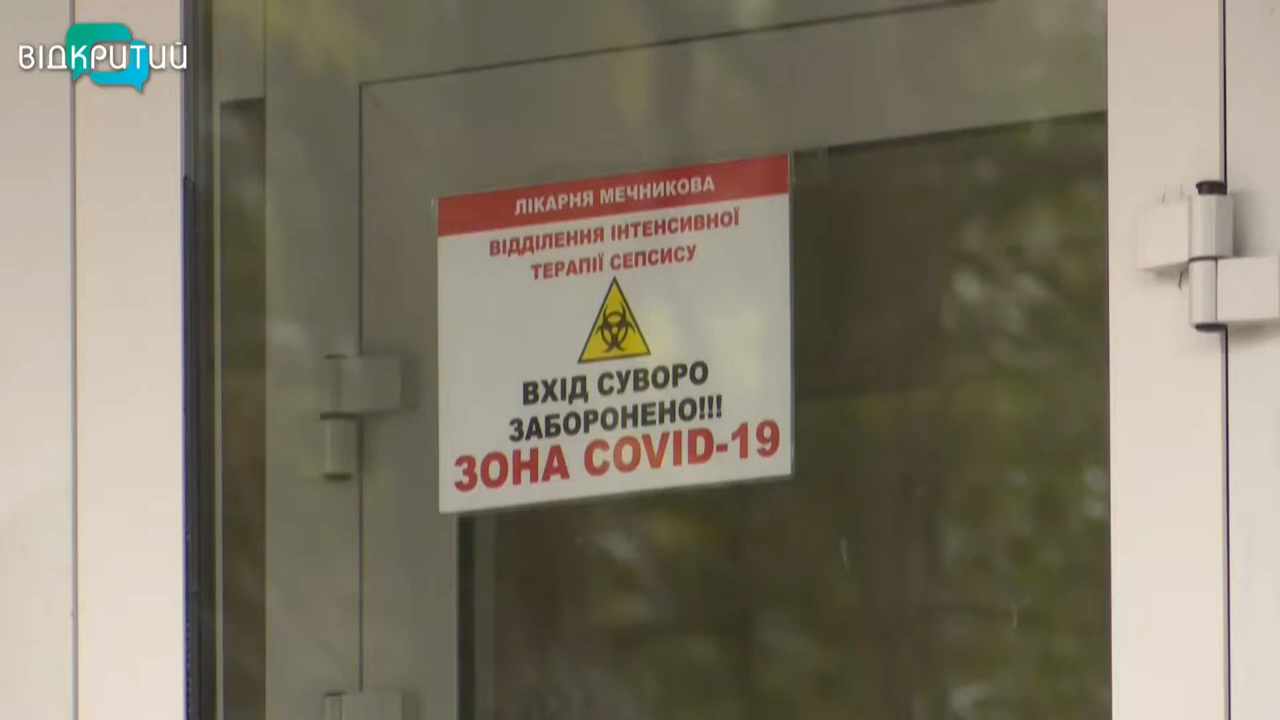 ВІДКРИТИЙ
ЛІКАРНЯ МЕЧНИКОВА
ВІДДІЛЕННЯ ІНТЕНСИВНОЇ
ТЕРАПІЇ СЕПСИСУ
ВХІД СУВОРО
ЗАБОРОНЕНО!!!
ЗОНА COVID-19